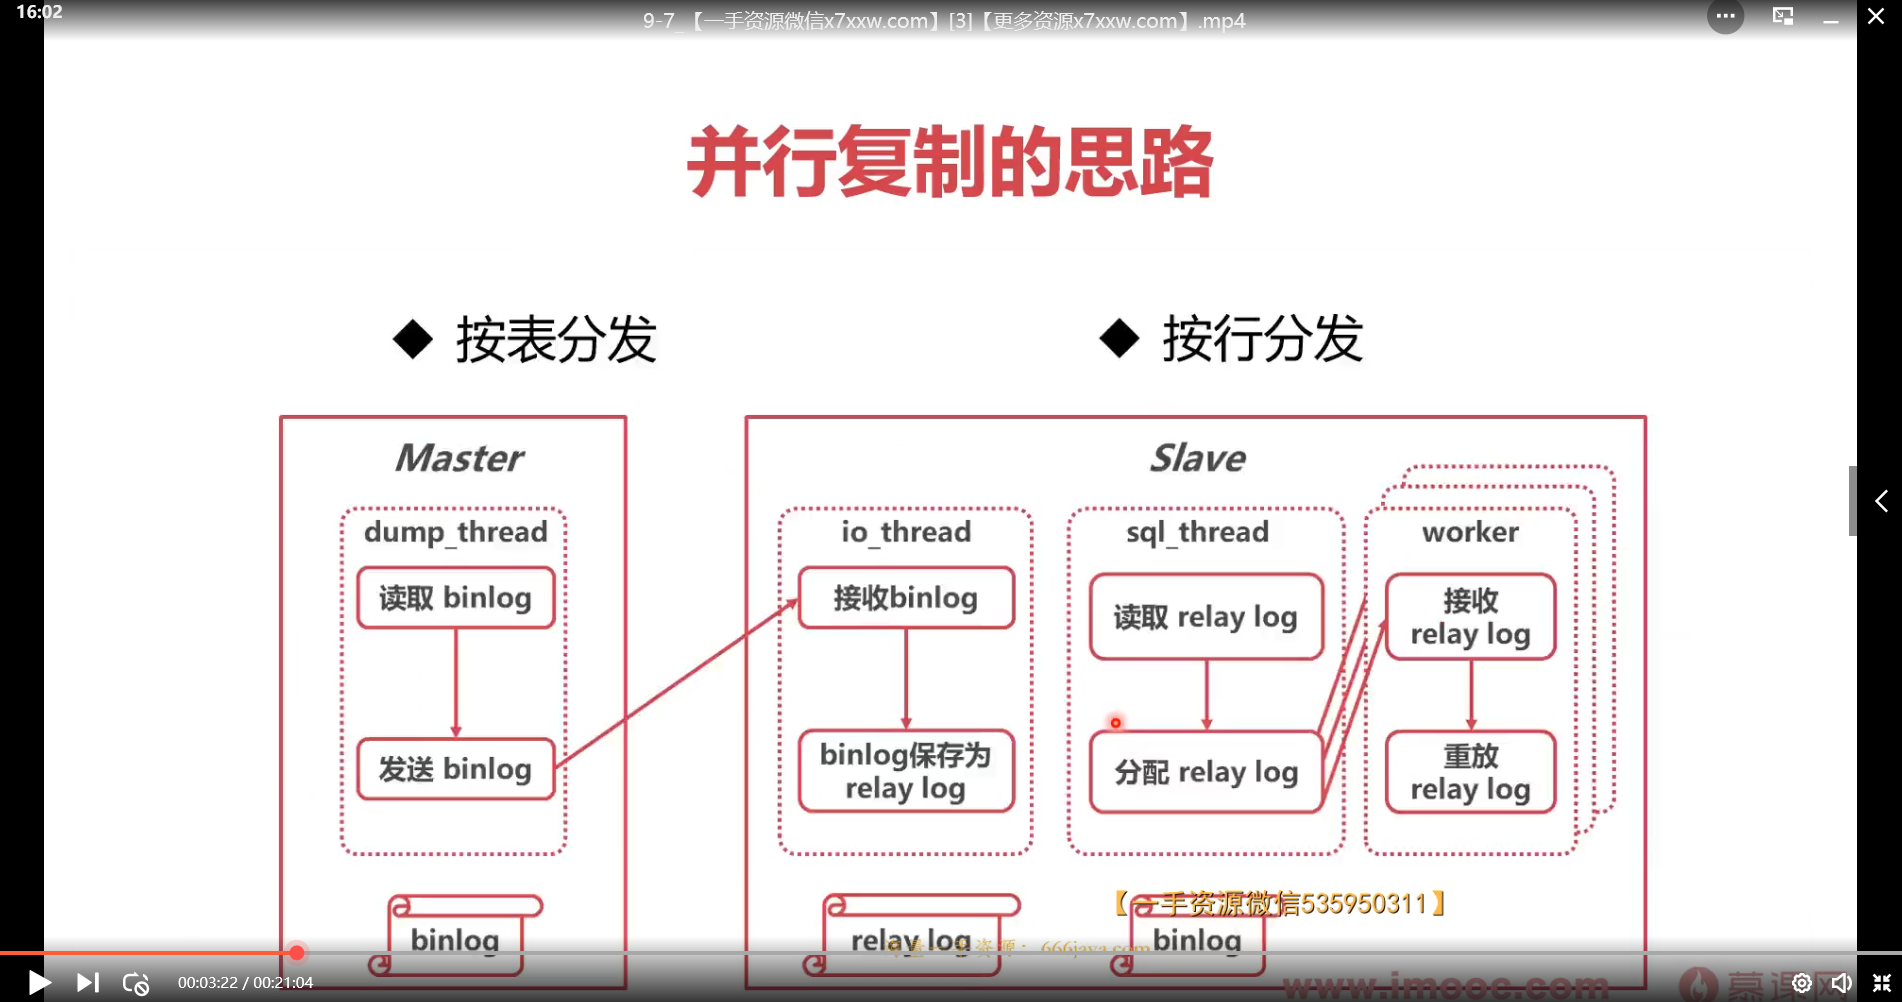 16:02
9-7_【一手资源微信x7xxw.com】[3]【更多资源x7xxw.com】.mp4
并行复制的思路
◆ 按表分发
◆ 按行分发
Master
dump_thread
读取 binlog
发送 binlog
binlog
Slave
io_thread
接收binlog
binlog保存为
relay log
relay log
sql_thread
读取 relay log
分配 relay log
binlog
worker
接收
relay log
重放
relay log
【一手资源微信535950311】
666java.com
www.imooc.com
慕课网
00:03:22 / 00:21:04